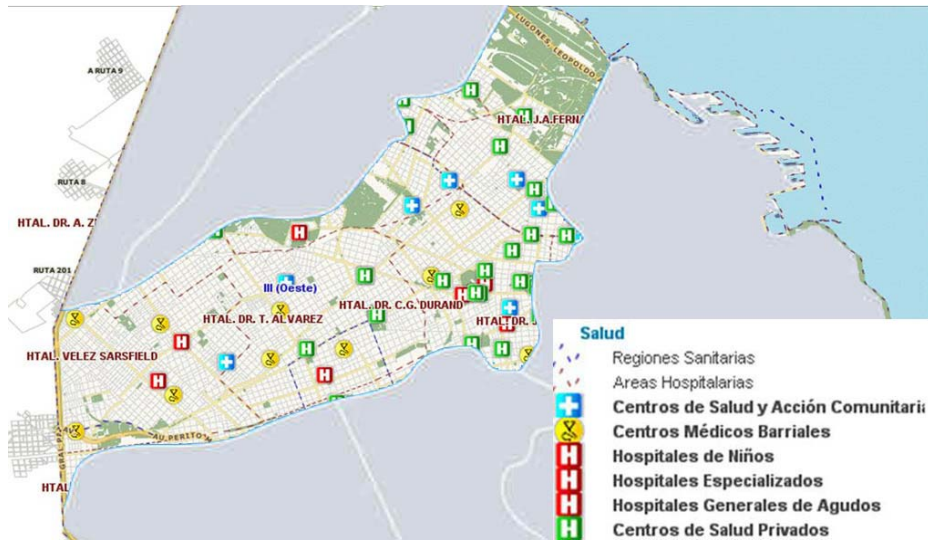 LUGONES, LEOPOLDO
A RUTA 9
HTAL. J.A.FERNA
RUTA 8
HTAL. DR. A. Z
RUTA 201
III (Oeste)
HTAL. DR. C.G. DURAND
HTAL. DR. T. ALVAREZ
HTAL. DR.
HTAL. VELEZ SARSFIELD
AU.PERITO
GRAL
HTAL
Salud
Regiones Sanitarias
Areas Hospitalarias
Centros de Salud y Acción Comunitaria
Centros Médicos Barriales
Hospitales de Niños
Hospitales Especializados
Hospitales Generales de Agudos
Centros de Salud Privados